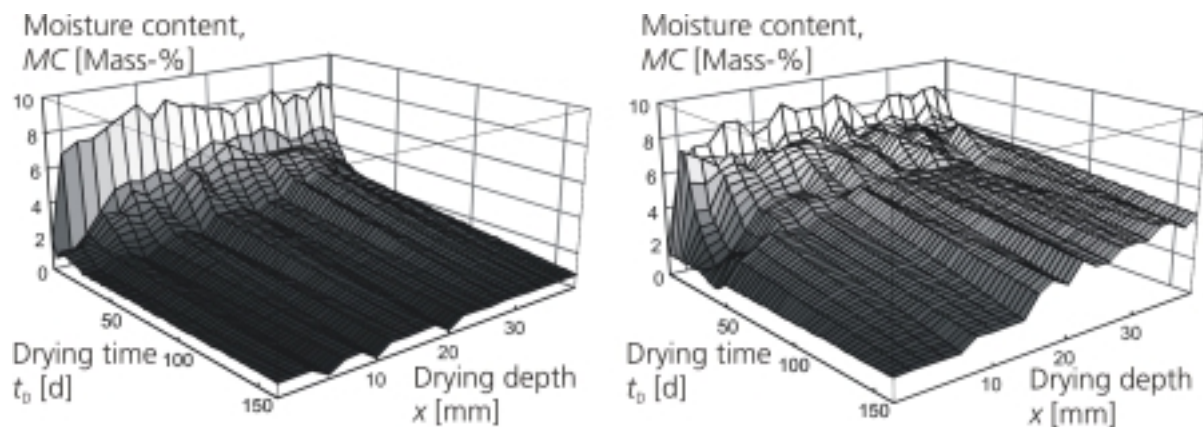 Moisture content,
MC [Mass-%]
10
8
6
4
2
0
50
100
150
10
20
30
Drying time
t_D [d]
Drying depth
x [mm]
Moisture content,
MC [Mass-%]
10
8
6
4
2
0
50
100
150
10
20
30
Drying time
t_D [d]
Drying depth
x [mm]